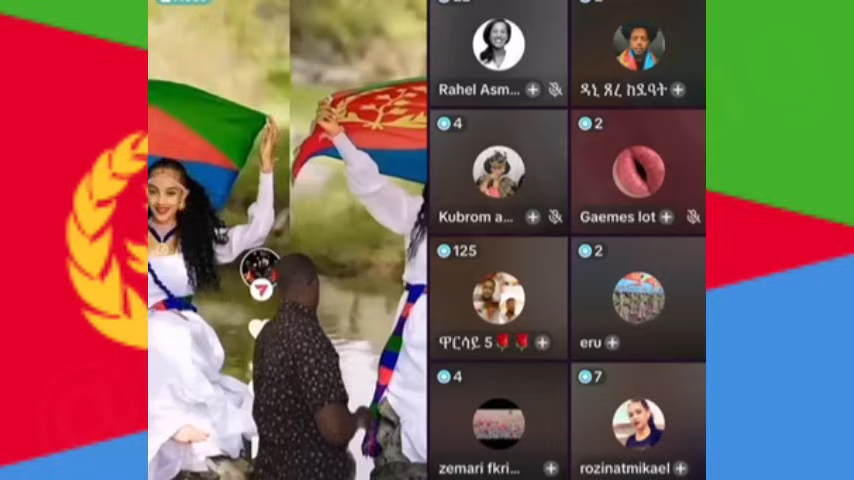 Rahel Asm...
ዳኒ ጸረ ከዳዓት
4
2
Kubrom a...
Gaemes lot
125
2
ዋርሳይ 5🌹🌹
eru
4
7
zemari fkri...
rozinatmikael